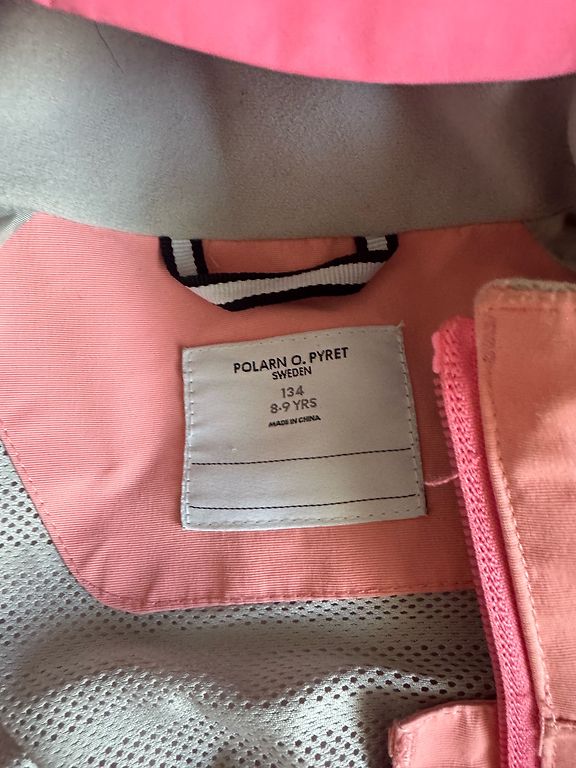 POLARN O. PYRET
SWEDEN
134
8-9 YRS
MADE IN CHINA